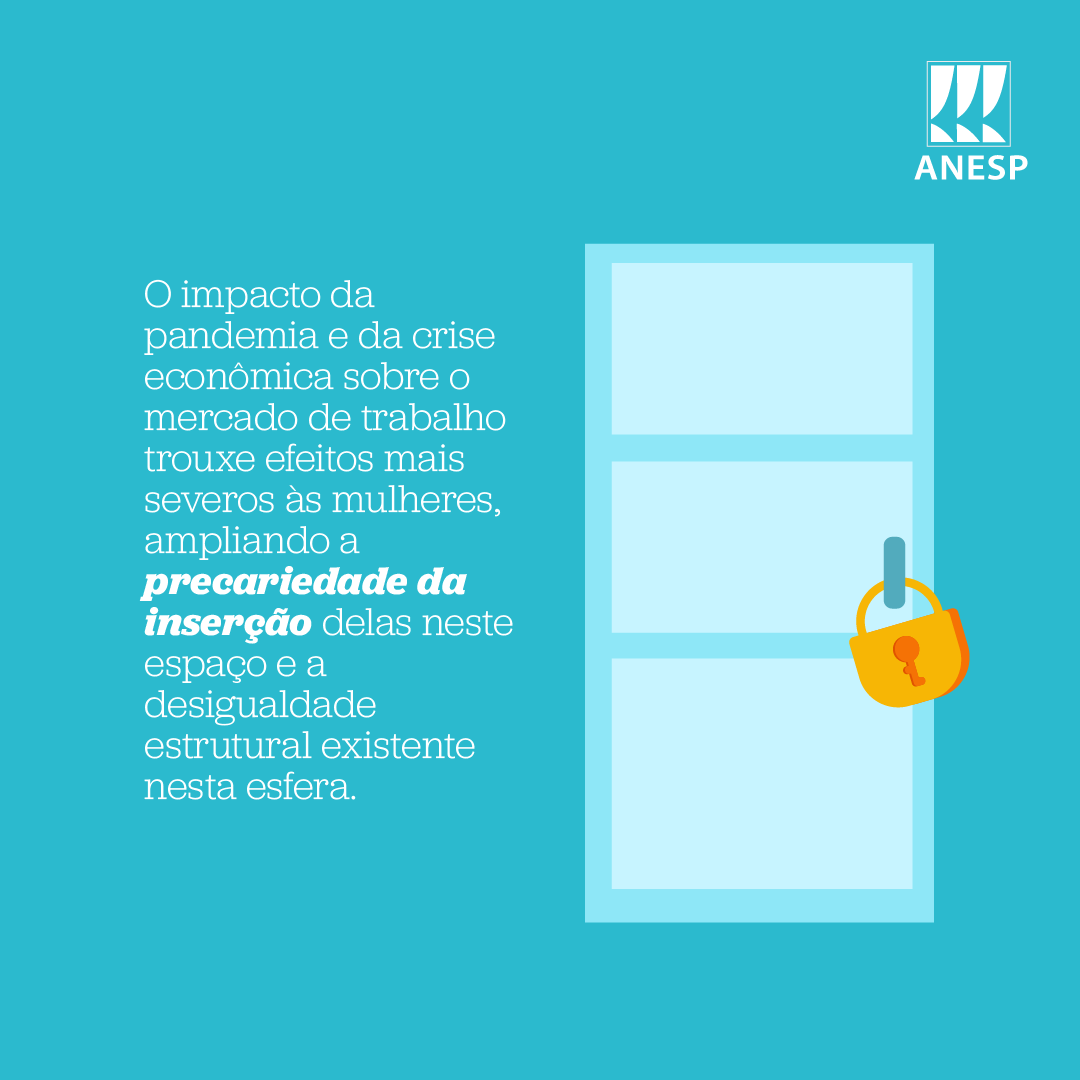 ANESP
O impacto da
pandemia e da crise
econômica sobre o
mercado de trabalho
trouxe efeitos mais
severos às mulheres,
ampliando a
precariedade da
inserção delas neste
espaço e a
desigualdade
estrutural existente
nesta esfera.